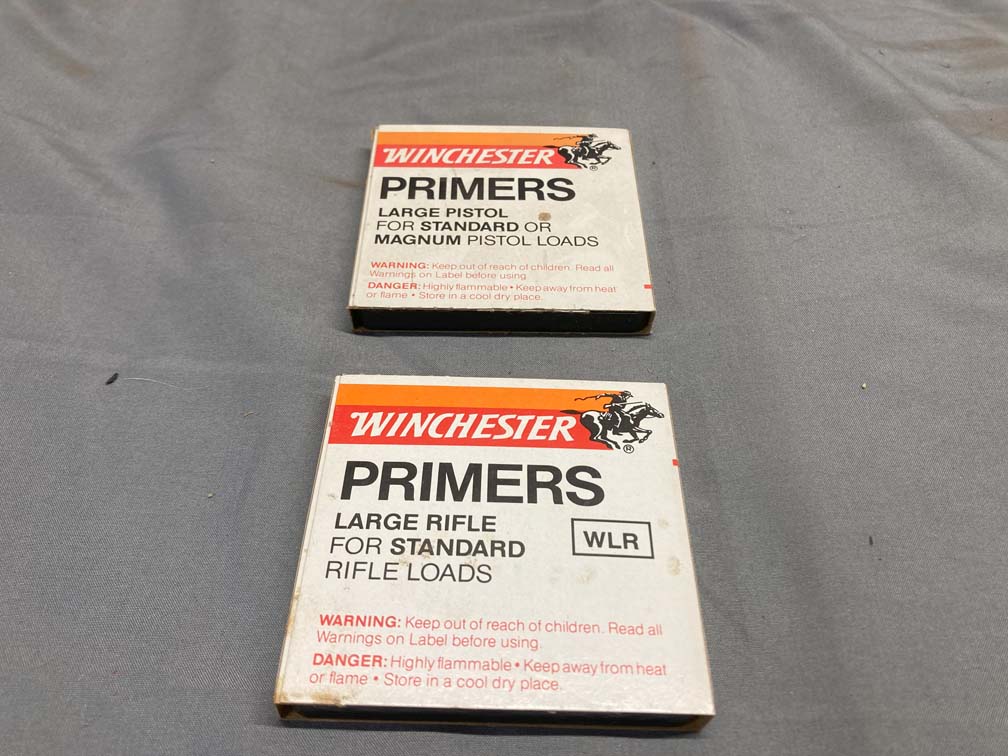 WINCHESTER ®
PRIMERS
LARGE PISTOL
FOR STANDARD OR
MAGNUM PISTOL LOADS
WARNING: Keep out of reach of children. Read all
Warnings on Label before using.
DANGER: Highly flammable • Keep away from heat
or flame • Store in a cool dry place.
WINCHESTER ®
PRIMERS
LARGE RIFLE
FOR STANDARD
RIFLE LOADS
WLR
WARNING: Keep out of reach of children. Read all
Warnings on Label before using.
DANGER: Highly flammable • Keep away from heat
or flame • Store in a cool dry place.